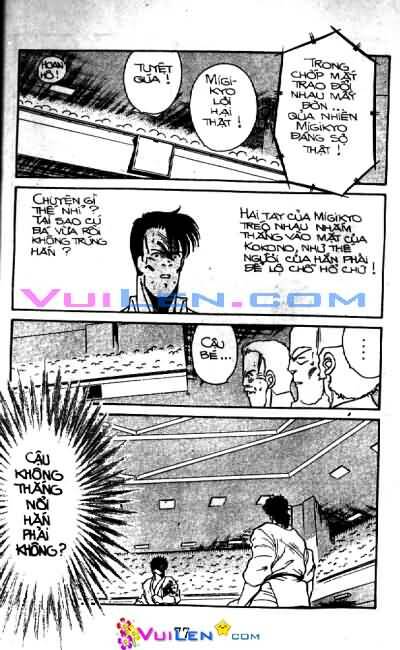 HOAN
HÔ!
TUYỆT
QÚA!
MIGI-
KYO
LỢI
HẠI
THẬT!
TRONG
CHỚP MẮT
TRAO ĐỔI
NHAU MẤY
ĐÒN...
QỦA NHIÊN
MIGIKYO
ĐÁNG SỢ
THẬT!
CHUYỆN GÌ
THẾ NHỈ?
TẠI SAO CÚ
ĐÁ VỪA RỒI
KHÔNG TRÚNG
HẮN?
HAI TAY CỦA MIGIKYO
TRÉO NHAU NHẮM
THẲNG VÀO MẶT CỦA
KOKONO, NHƯ THẾ
NGƯỜI CỦA HẮN PHẢI
ĐỂ LỘ CHỖ HỞ CHỨ!
VUILEN.COM
CẬU
BÉ...
...
CẬU
KHÔNG
THẮNG
NỔI
HẮN
PHẢI
KHÔNG?
VUILEN.COM